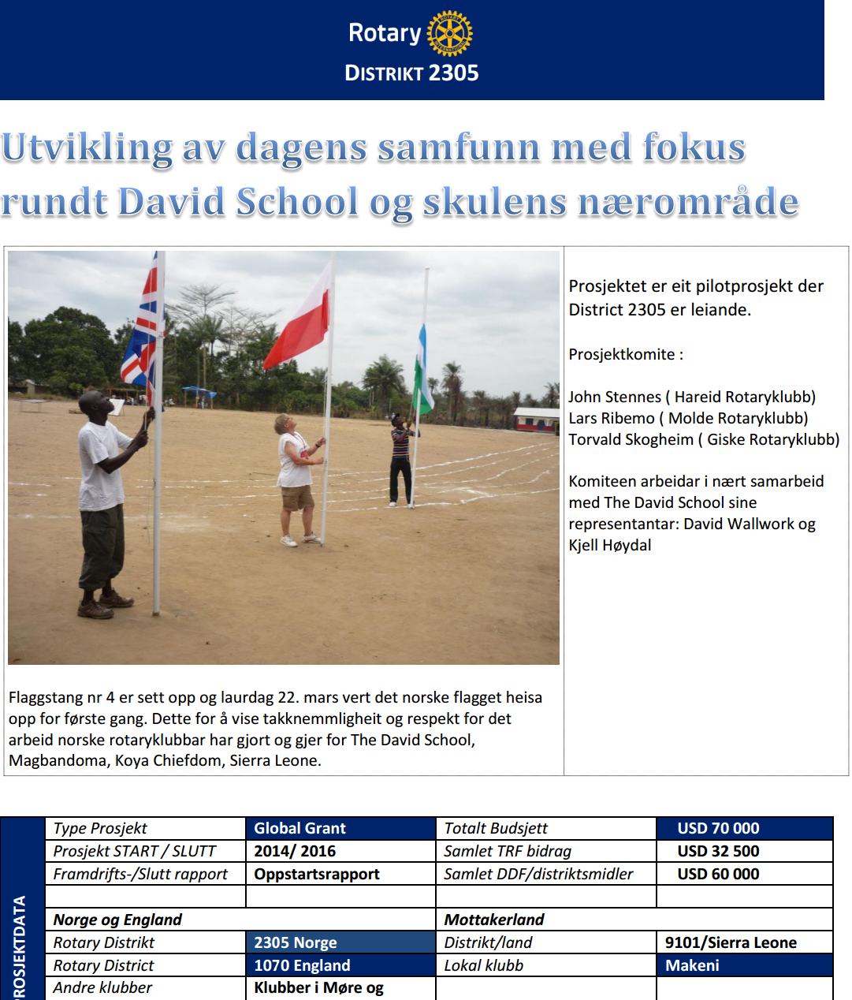 Rotary
DISTRIKT 2305
Utvikling av dagens samfunn med fokus
rundt David School og skulens nærområde
Prosjektet er eit pilotprosjekt der
District 2305 er leiande.
Prosjektkomite :
John Stennes ( Hareid Rotaryklubb)
Lars Ribemo ( Molde Rotaryklubb)
Torvald Skogheim ( Giske Rotaryklubb)
Komiteen arbeidar i nært samarbeid
med The David School sine
representantar: David Wallwork og
Kjell Høydal
Flaggstang nr 4 er sett opp og laurdag 22. mars vert det norske flagget heisa
opp for første gang. Dette for å vise takknemmligheit og respekt for det
arbeid norske rotaryklubbar har gjort og gjer for The David School,
Magbandoma, Koya Chiefdom, Sierra Leone.
Type Prosjekt Global Grant Totalt Budsjett USD 70 000
Prosjekt START / SLUTT 2014/ 2016 Samlet TRF bidrag USD 32 500
Framdrifts-/Slutt rapport Oppstartsrapport Samlet DDF/distriktsmidler USD 60 000
Norge og England Mottakerland
Rotary Distrikt 2305 Norge Distrikt/land 9101/Sierra Leone
Rotary District 1070 England Lokal klubb Makeni
Andre klubber Klubber i Møre og
ROSJEKTDATA